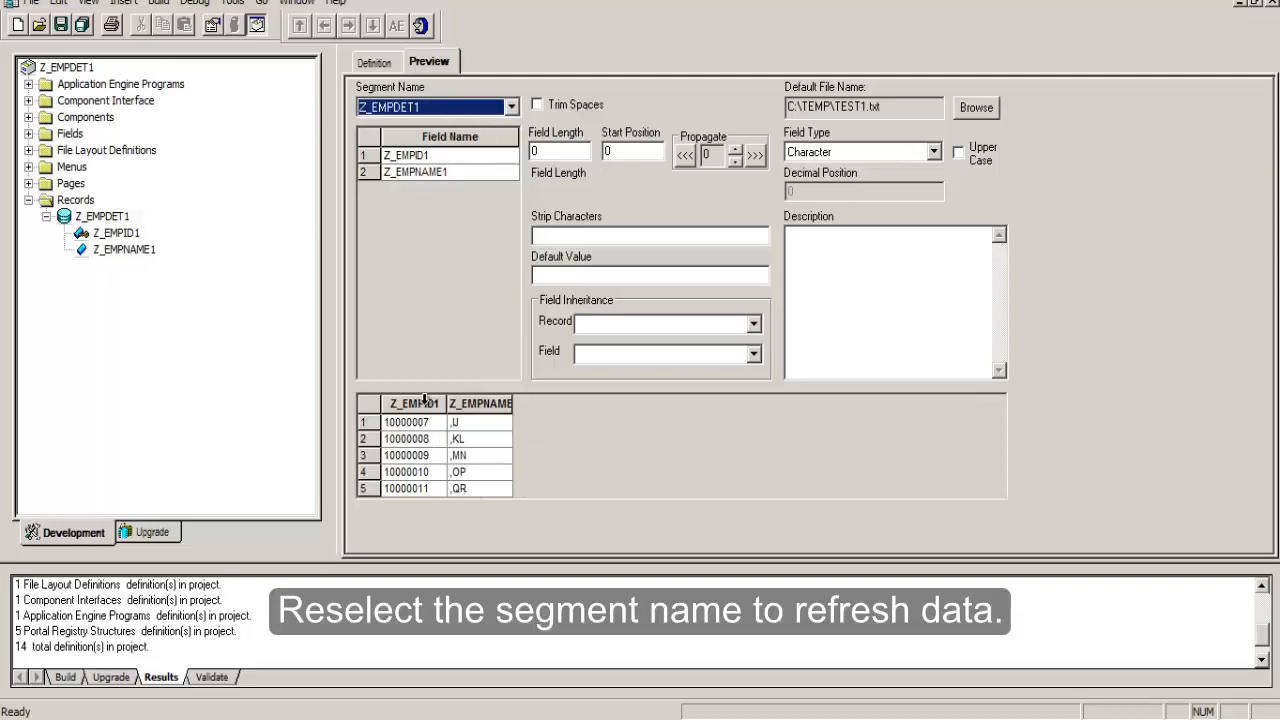 File Edit View Insert Build Debug Tools Go Window Help
AE
Z_EMPDET1
Application Engine Programs
Component Interface
Components
Fields
File Layout Definitions
Menus
Pages
Records
Z_EMPDET1
Z_EMPID1
Z_EMPNAME1
Development
Upgrade
Definition
Preview
Segment Name
Z_EMPDET1
Trim Spaces
Default File Name:
C:\TEMP\TEST1.txt
Browse
Field Name
1 Z_EMPID1
2 Z_EMPNAME1
Field Length
0
Start Position
0
Propagate
<<< 0 >>>
Field Length
Field Type
Character
Upper
Case
Decimal Position
0
Strip Characters
Default Value
Description
Field Inheritance
Record
Field
Z_EMPID1 Z_EMPNAME
1 10000007 ,IJ
2 10000008 ,KL
3 10000009 ,MN
4 10000010 ,OP
5 10000011 ,QR
1 File Layout Definitions definition(s) in project.
1 Component Interfaces definition(s) in project.
1 Application Engine Programs definition(s) in project.
5 Portal Registry Structures definition(s) in project.
14 total definition(s) in project.
Reselect the segment name to refresh data.
Build Upgrade Results Validate
Ready
NUM